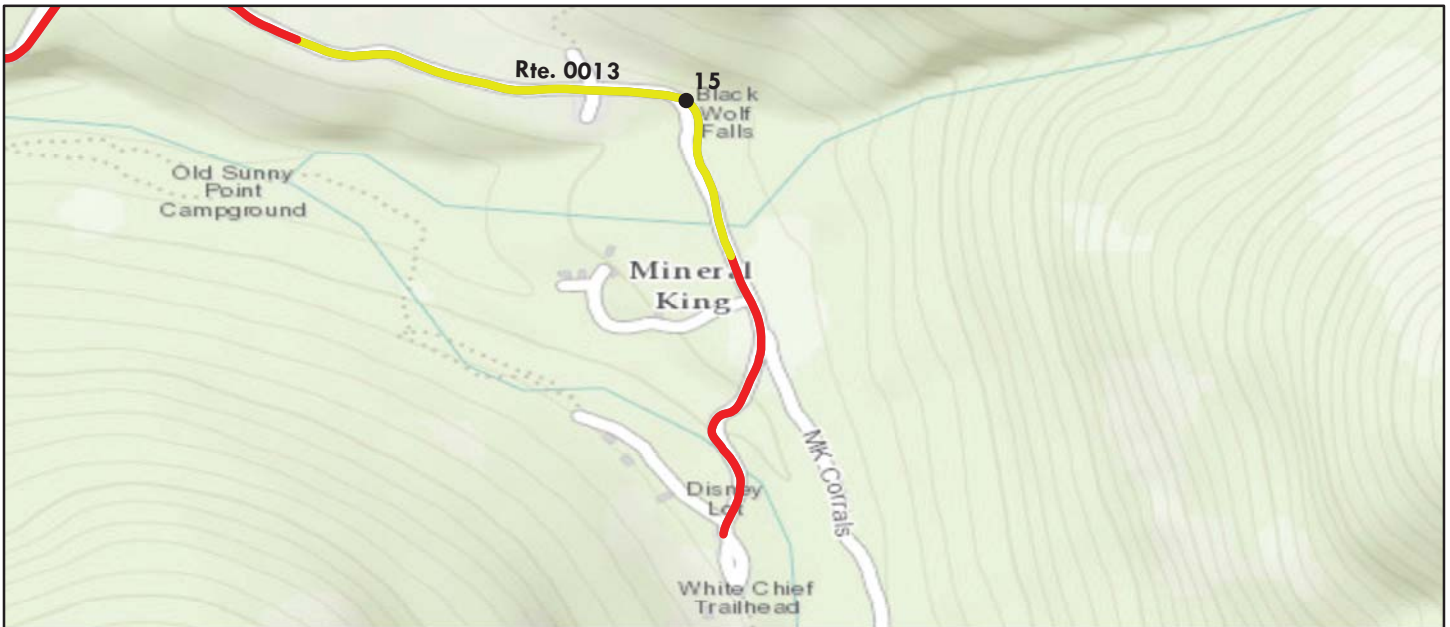 Rte. 0013
15
Black
Wolf
Falls
Old Sunny
Point
Campground
Mineral
King
MK Corrals
Disney
Lot
White Chief
Trailhead